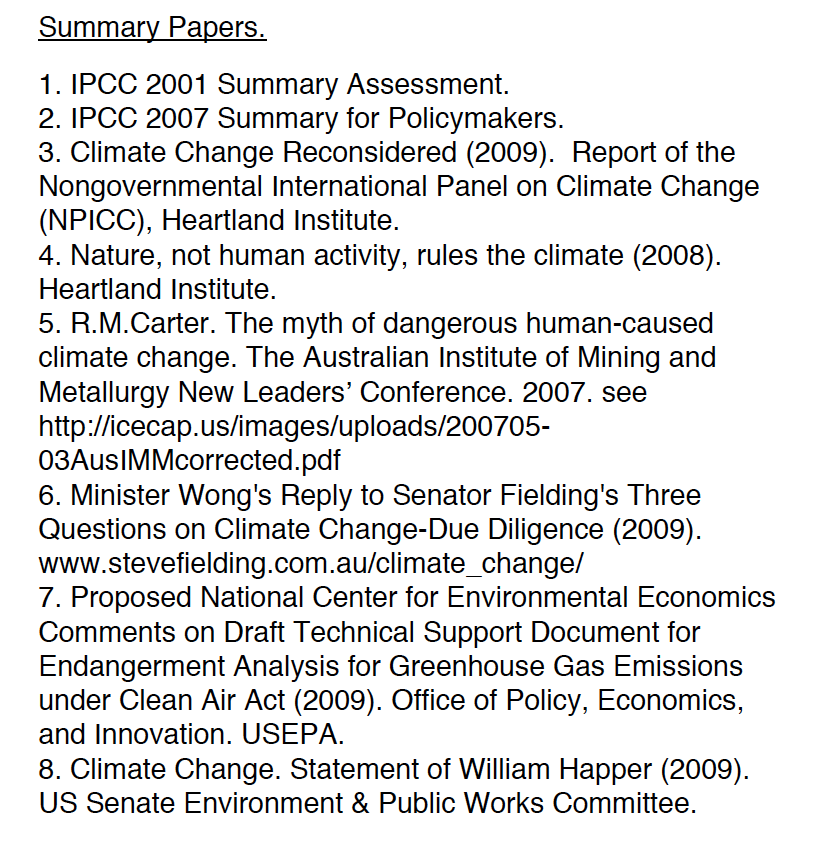 Summary Papers.
1. IPCC 2001 Summary Assessment.
2. IPCC 2007 Summary for Policymakers.
3. Climate Change Reconsidered (2009).  Report of the
Nongovernmental International Panel on Climate Change
(NPICC), Heartland Institute.
4. Nature, not human activity, rules the climate (2008).
Heartland Institute.
5. R.M.Carter. The myth of dangerous human-caused
climate change. The Australian Institute of Mining and
Metallurgy New Leaders’ Conference. 2007. see
http://icecap.us/images/uploads/200705-
03AusIMMcorrected.pdf
6. Minister Wong's Reply to Senator Fielding's Three
Questions on Climate Change-Due Diligence (2009).
www.stevefielding.com.au/climate_change/
7. Proposed National Center for Environmental Economics
Comments on Draft Technical Support Document for
Endangerment Analysis for Greenhouse Gas Emissions
under Clean Air Act (2009). Office of Policy, Economics,
and Innovation. USEPA.
8. Climate Change. Statement of William Happer (2009).
US Senate Environment & Public Works Committee.